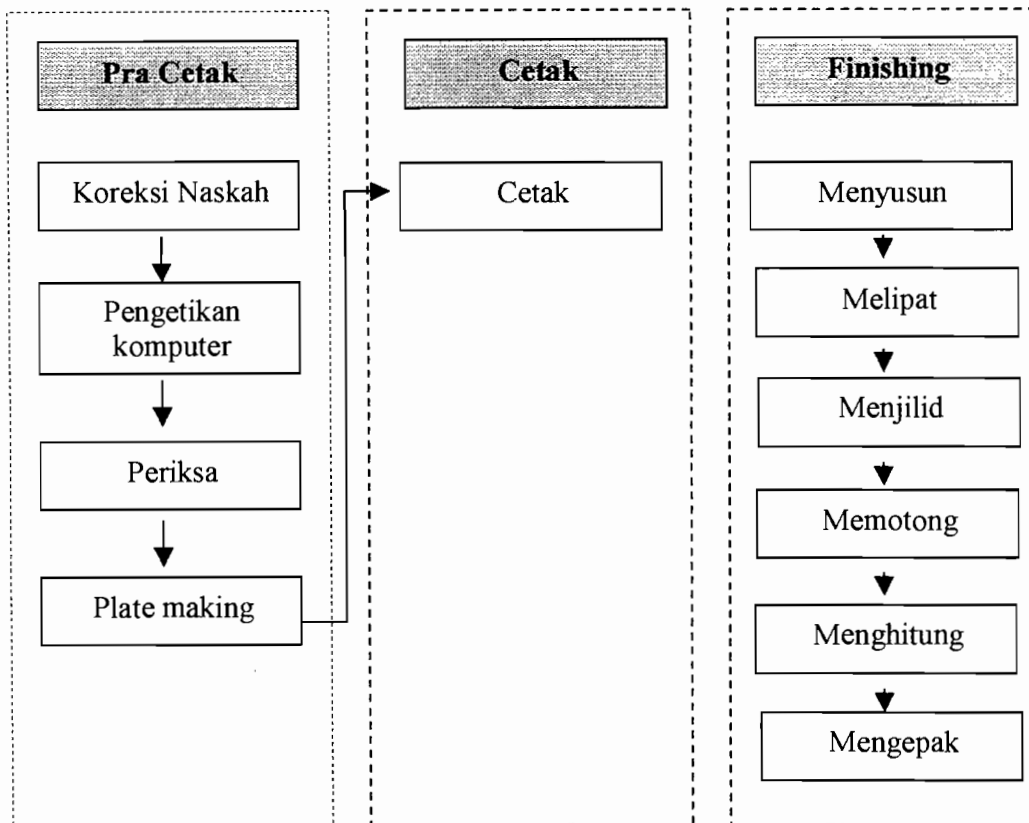 Pra Cetak
Koreksi Naskah
Pengetikan
komputer
Periksa
Plate making
Cetak
Cetak
Finishing
Menyusun
Melipat
Menjilid
Memotong
Menghitung
Mengepak